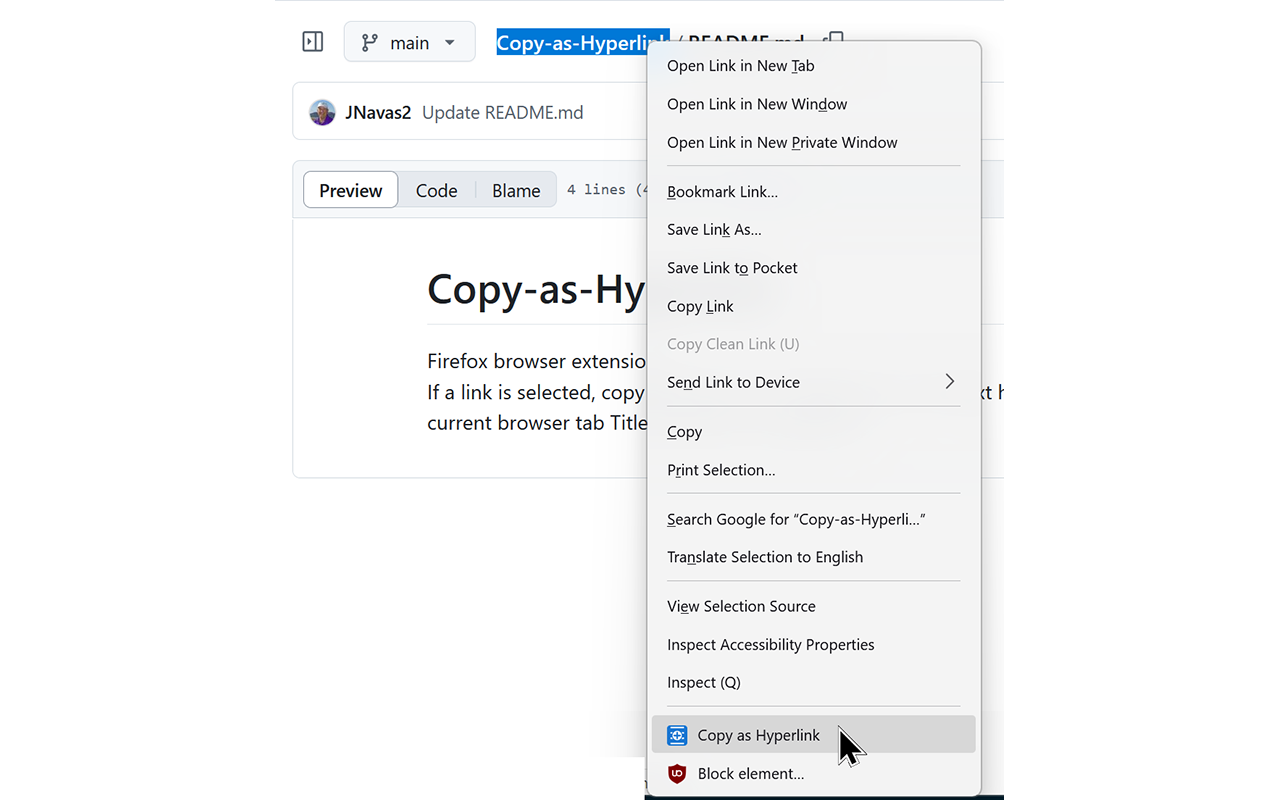 main
Copy-as-Hyperlink / README.md
JNavas2 Update README.md
Preview Code Blame 4 lines
Copy-as-Hy
Firefox browser
If a link is selected, copy
current browser tab Title
Open Link in New Tab
Open Link in New Window
Open Link in New Private Window
Bookmark Link...
Save Link As...
Save Link to Pocket
Copy Link
Copy Clean Link (U)
Send Link to Device
Copy
Print Selection...
Search Google for “Copy-as-Hyperli...”
Translate Selection to English
View Selection Source
Inspect Accessibility Properties
Inspect (Q)
Copy as Hyperlink
Block element...